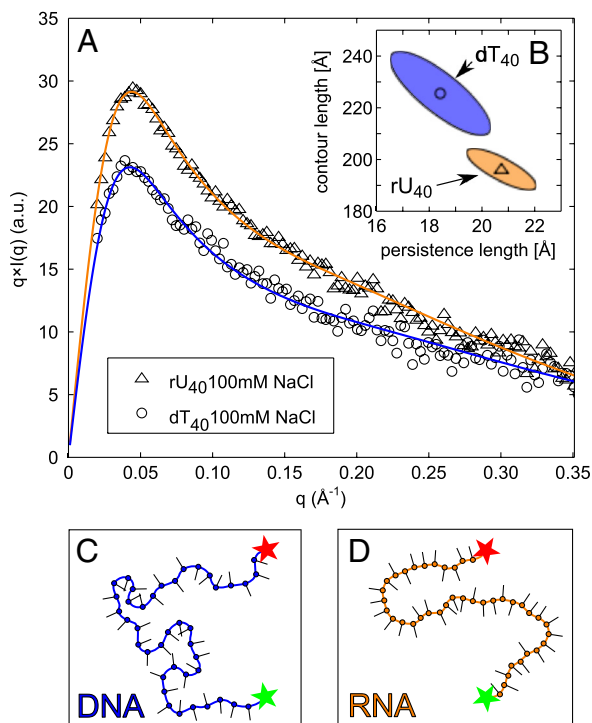 A
B
35
30
25
20
15
10
5
0
q×I(q) (a.u.)
0
0.05
0.10
0.15
0.20
0.25
0.30
0.35
q (Å⁻¹)
rU₄₀100mM NaCl
dT₄₀100mM NaCl
240
220
200
180
contour length [Å]
16
18
20
22
persistence length [Å]
dT₄₀
rU₄₀
C
DNA
D
RNA